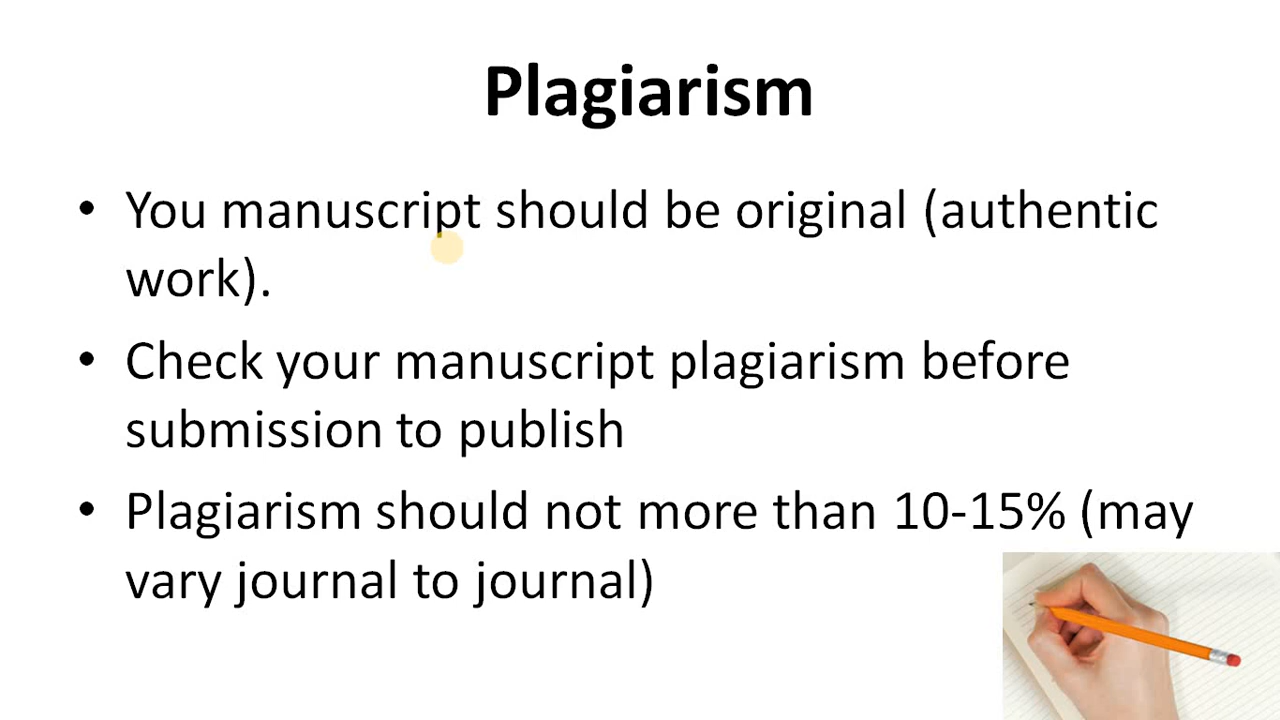 Plagiarism
• You manuscript should be original (authentic
work).
• Check your manuscript plagiarism before
submission to publish
• Plagiarism should not more than 10-15% (may
vary journal to journal)